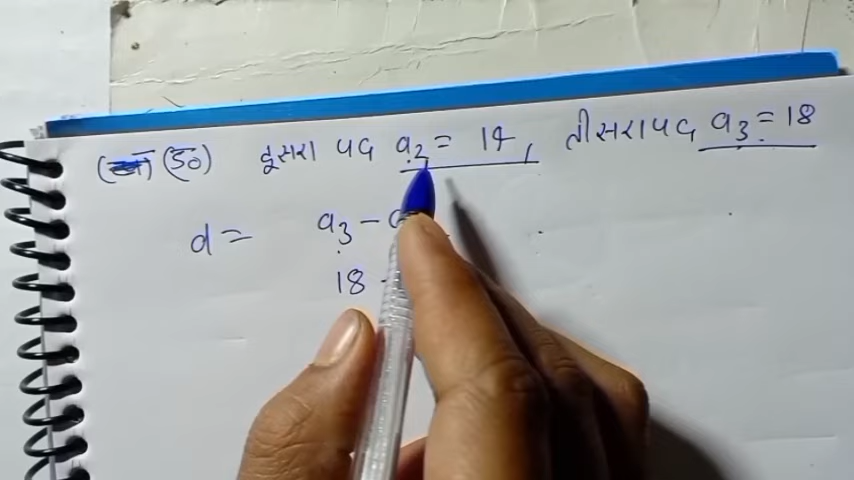 (50) दूसरा पद a₂ = 14, तीसरा पद a₃ = 18
d = a₃ - a
18 -